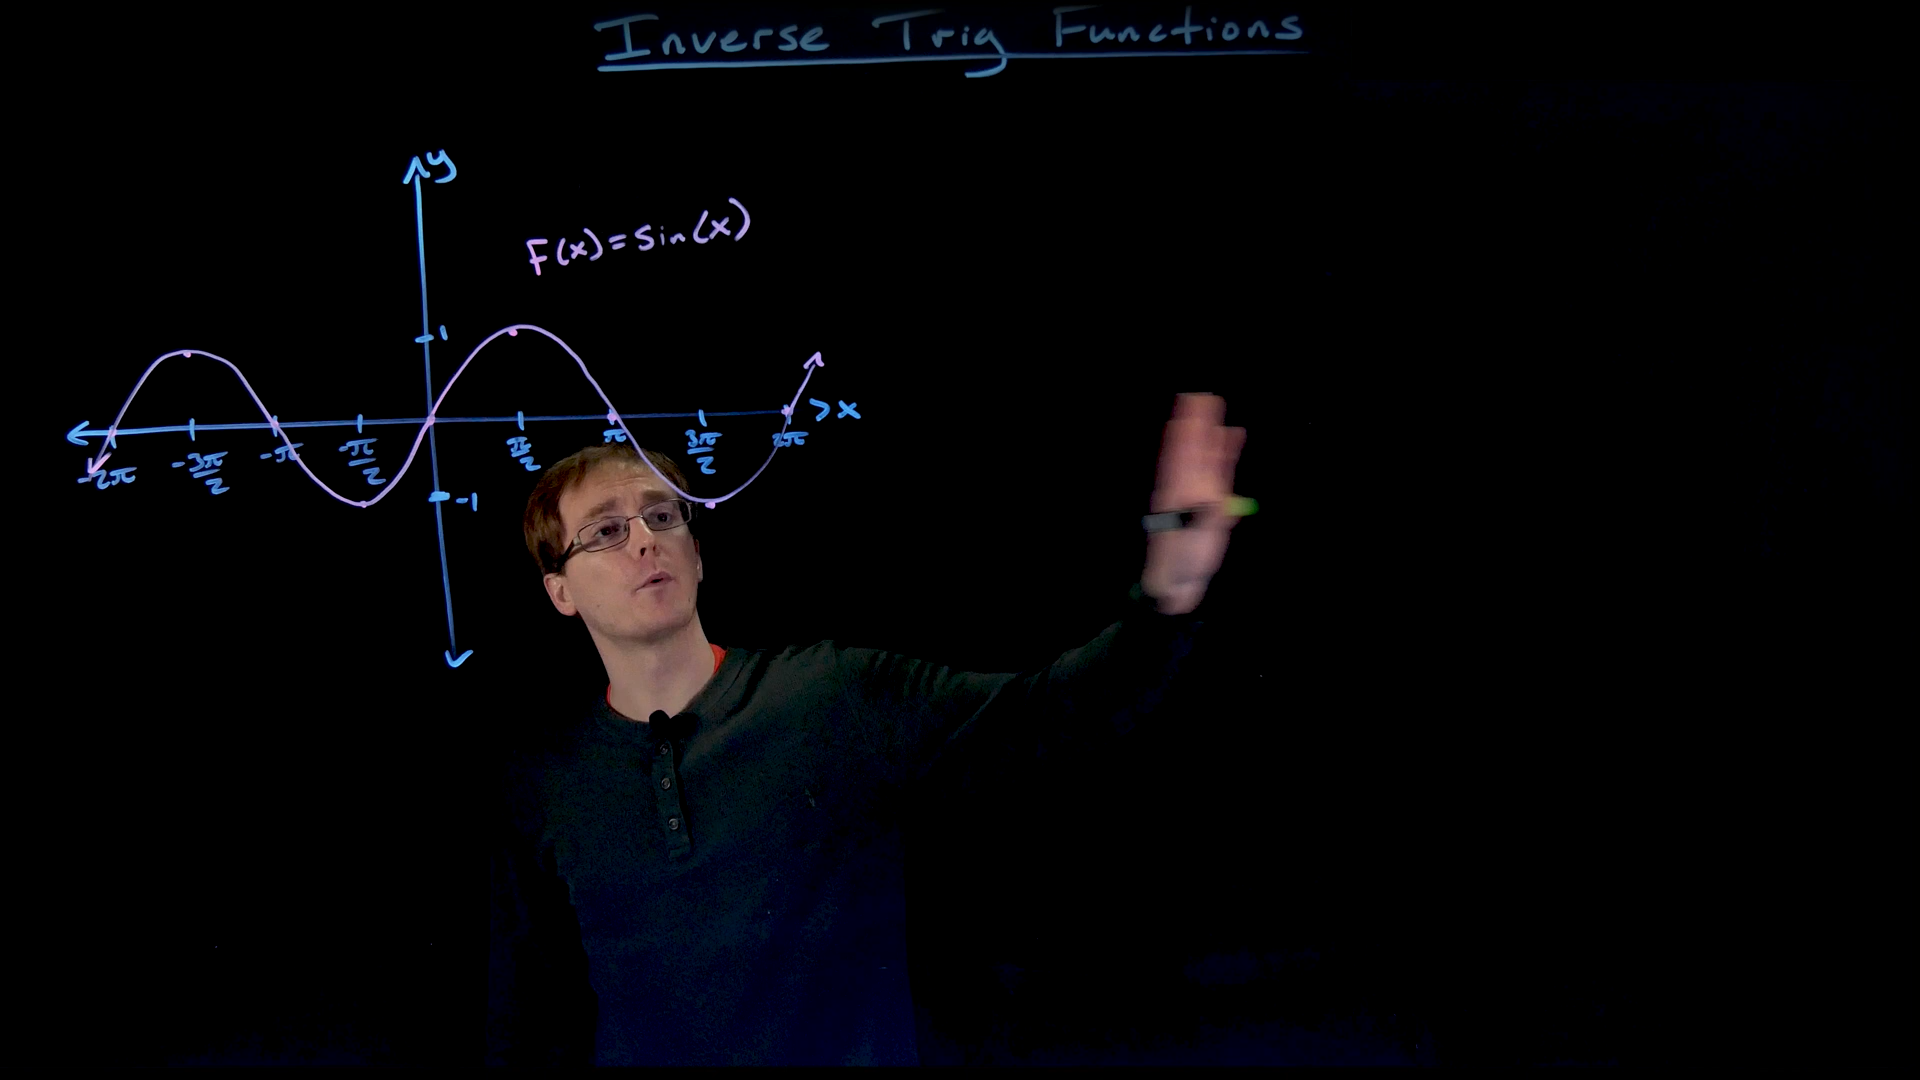 Inverse Trig Functions
y
F(x)=sin(x)
1
x
-2π -3π/2 -π -π/2 π/2 π 3π/2 2π
-1